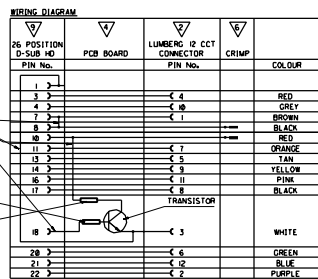 WIRING DIAGRAM
9 4 2 6
26 POSITION D-SUB HD PCB BOARD LUMBERG 12 CCT CONNECTOR CRIMP
PIN No. PIN No. COLOUR
1
3 4 RED
4 10 GREY
7 1 BROWN
8 BLACK
10 RED
11 7 ORANGE
13 5 TAN
14 9 YELLOW
16 11 PINK
17 8 BLACK
TRANSISTOR
18 3 WHITE
20 6 GREEN
21 12 BLUE
22 2 PURPLE